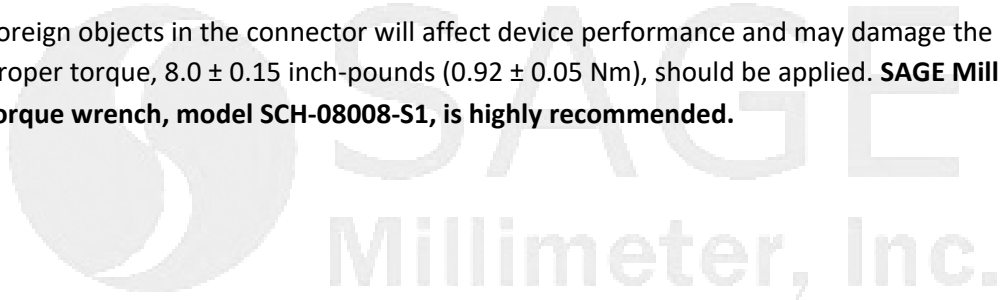 oreign objects in the connector will affect device performance and may damage the
roper torque, 8.0 ± 0.15 inch-pounds (0.92 ± 0.05 Nm), should be applied. SAGE Mill
orque wrench, model SCH-08008-S1, is highly recommended.
SAGE
Millimeter, Inc.